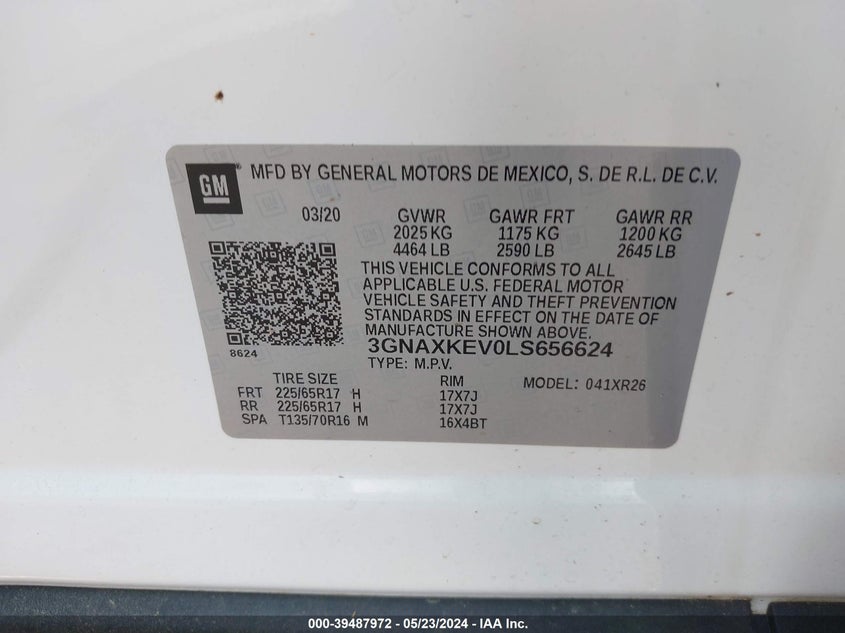 GM
MFD BY GENERAL MOTORS DE MEXICO, S. DE R.L. DE C.V.
03/20 GVWR GAWR FRT GAWR RR
2025 KG 1175 KG 1200 KG
4464 LB 2590 LB 2645 LB
THIS VEHICLE CONFORMS TO ALL
APPLICABLE U.S. FEDERAL MOTOR
VEHICLE SAFETY AND THEFT PREVENTION
STANDARDS IN EFFECT ON THE DATE OF
MANUFACTURE SHOWN ABOVE.
8624
3GNAXKEV0LS656624
TYPE: M.P.V.
TIRE SIZE RIM MODEL: 041XR26
FRT 225/65R17 H 17X7J
RR 225/65R17 H 17X7J
SPA T135/70R16 M 16X4BT
000-39487972 - 05/23/2024 - IAA Inc.